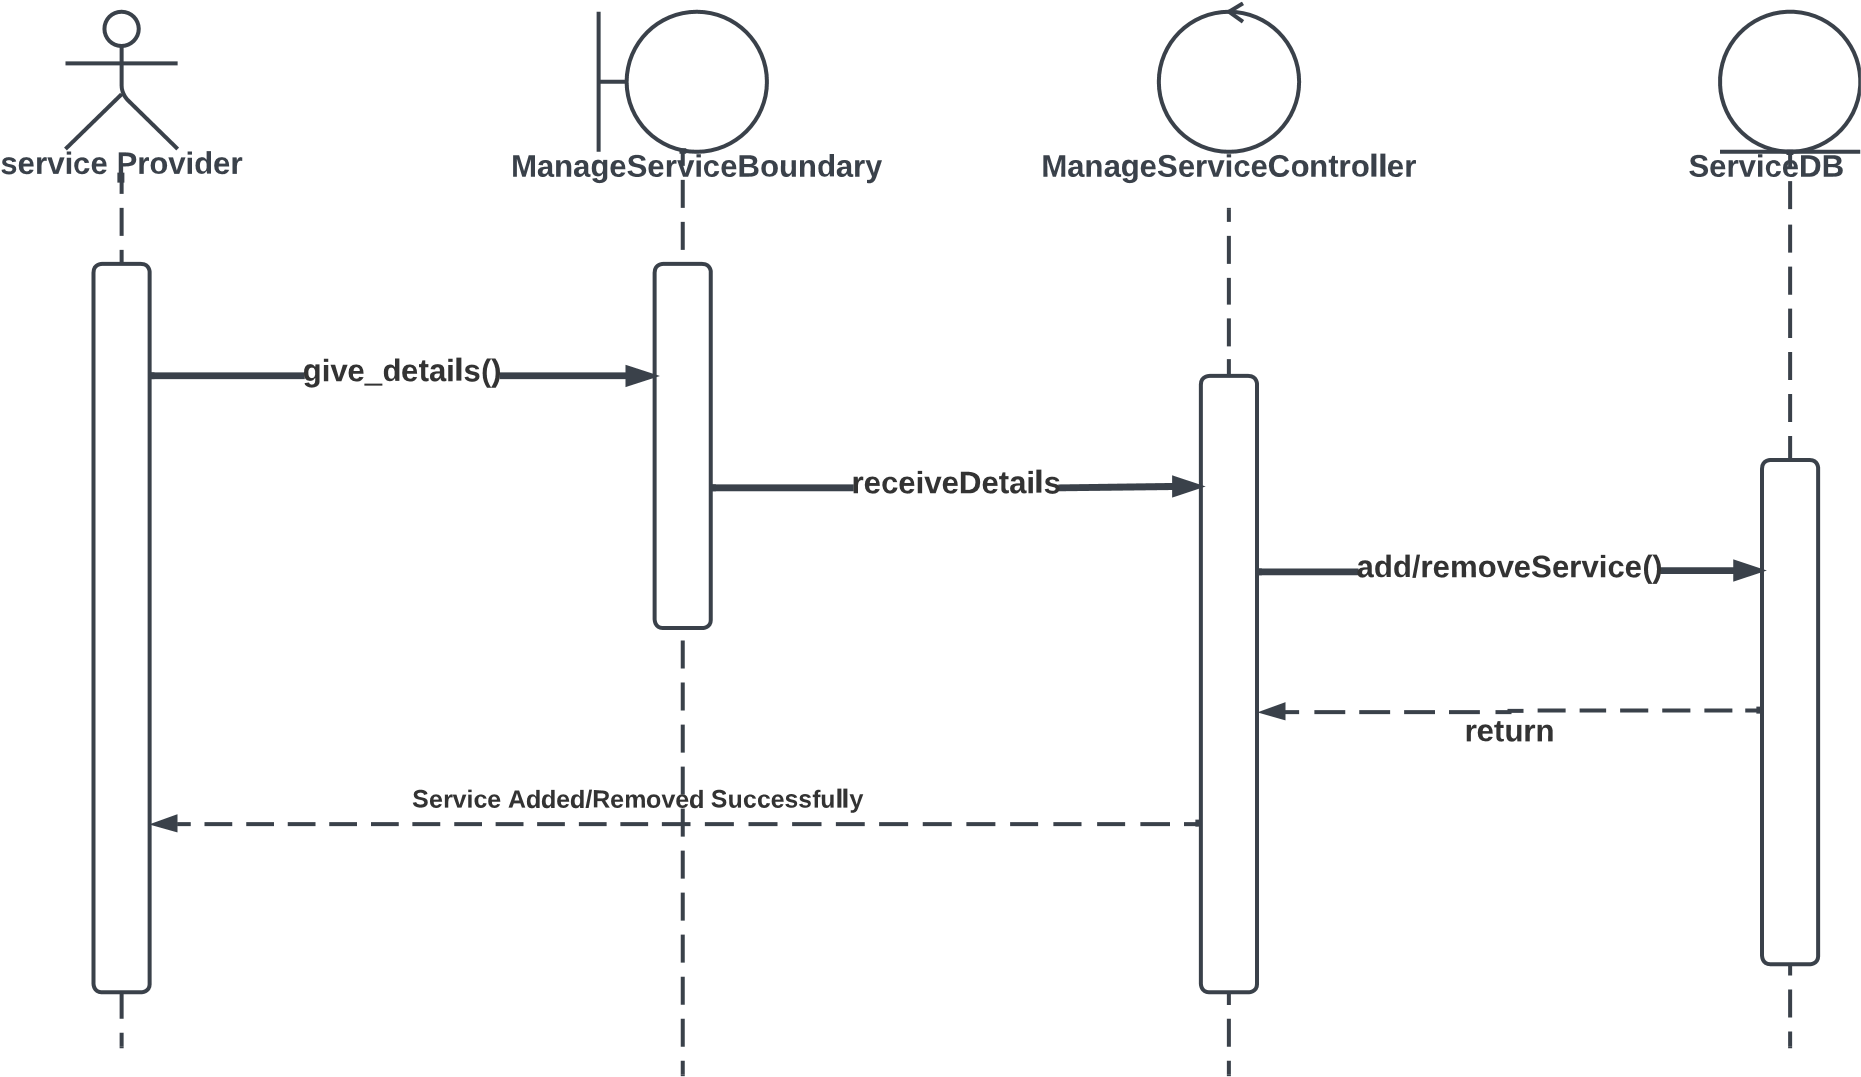 service Provider
ManageServiceBoundary
ManageServiceController
ServiceDB
give_details()
receiveDetails
add/removeService()
return
Service Added/Removed Successfully